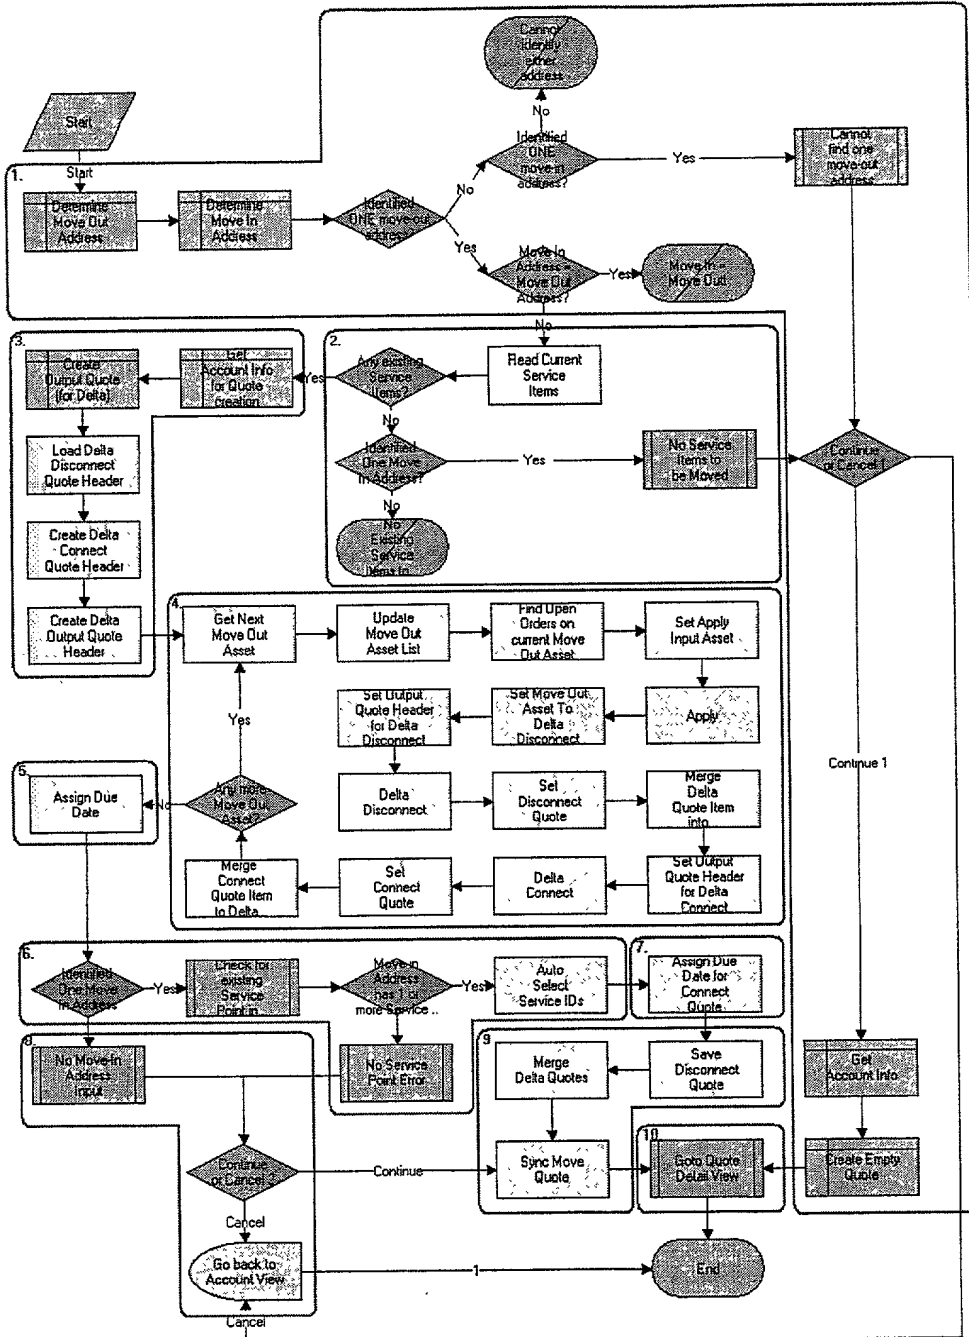 Cannot
identify
either
address
Start
No
Identified
ONE
move-in
address?
Yes
Cannot
find one
move-out
address
Start
1.
Determine
Move Out
Address
Determine
Move In
Address
Identified
ONE move-out
address?
No
Yes
Move In
Address =
Move Out
Address?
Yes
Move In =
Move Out!
No
3.
Create
Output Quote
(for Delta)
Get
Account Info
for Quote
creation
Yes
2.
Any existing
Service
Items?
Read Current
Service
Items
No
Identified
One Move
In Address?
Yes
No Service
Items to
be Moved
Continue
or Cancel 1
No
No
Existing
Service
Items to...
Load Delta
Disconnect
Quote Header
Create Delta
Connect
Quote Header
Create Delta
Output Quote
Header
4.
Get Next
Move Out
Asset
Update
Move Out
Asset List
Find Open
Orders on
current Move
Out Asset
Set Apply
Input Asset
Yes
Set Output
Quote Header
for Delta
Disconnect
Set Move Out
Asset To
Delta
Disconnect
Apply
Continue 1
5.
Assign Due
Date
No
Any more
Move Out
Asset?
Delta
Disconnect
Set
Disconnect
Quote
Merge
Delta
Quote Item
into...
Merge
Connect
Quote Item
to Delta...
Set
Connect
Quote
Delta
Connect
Set Output
Quote Header
for Delta
Connect
6.
Identified
One Move
In Address
Yes
Check for
existing
Service
Point in...
Move-in
Address
has 1 or
more Service ..
Yes
Auto
Select
Service IDs
7.
Assign Due
Date for
Connect
Quote
8.
No Move-In
Address
Input
No Service
Point Error
9
Merge
Delta Quotes
Save
Disconnect
Quote
Get
Account Info
Continue
or Cancel 2
Continue
Sync Move
Quote
10
Goto Quote
Detail View
Create Empty
Quote
Cancel
Go back to
Account View
1
End
Cancel